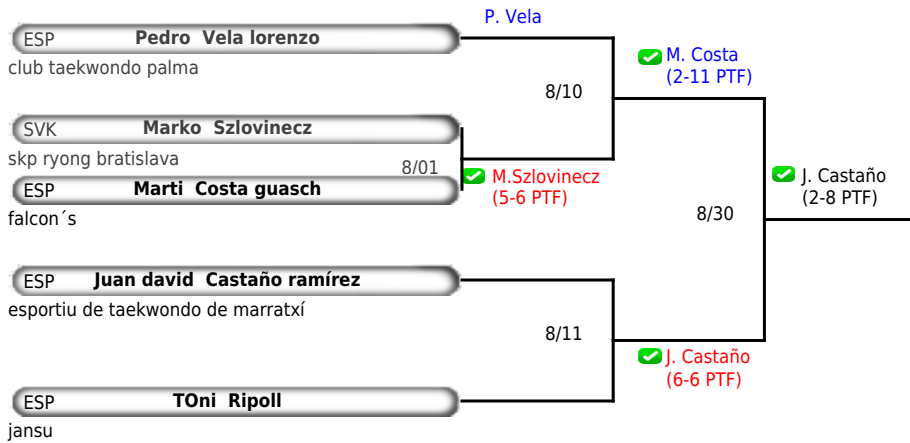 P. Vela
ESP Pedro Vela lorenzo
club taekwondo palma
M. Costa
(2-11 PTF)
8/10
SVK Marko Szlovinecz
skp ryong bratislava
8/01
M.Szlovinecz
(5-6 PTF)
ESP Marti Costa guasch
falcon´s
J. Castaño
(2-8 PTF)
8/30
ESP Juan david Castaño ramírez
esportiu de taekwondo de marratxí
8/11
J. Castaño
(6-6 PTF)
ESP TOni Ripoll
jansu